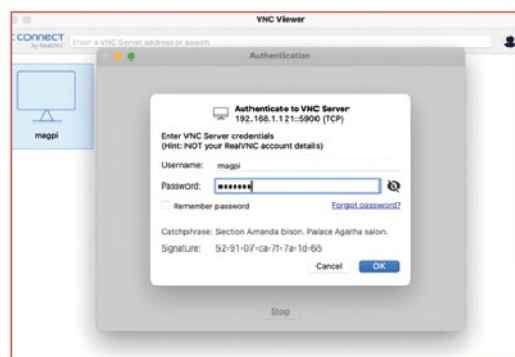 VNC Viewer
CONNECT
by RealVNC
Enter a VNC Server address or search
Authentication
magpi
Authenticate to VNC Server
192.168.1.121::5900 (TCP)
Enter VNC Server credentials
(Hint: NOT your RealVNC account details)
Username: magpi
Password: •••••••
Remember password
Forgot password?
Catchphrase: Section Amanda bison. Palace Agatha salon.
Signature: 52-91-07-ca-7f-7a-1d-65
Cancel
OK
Stop